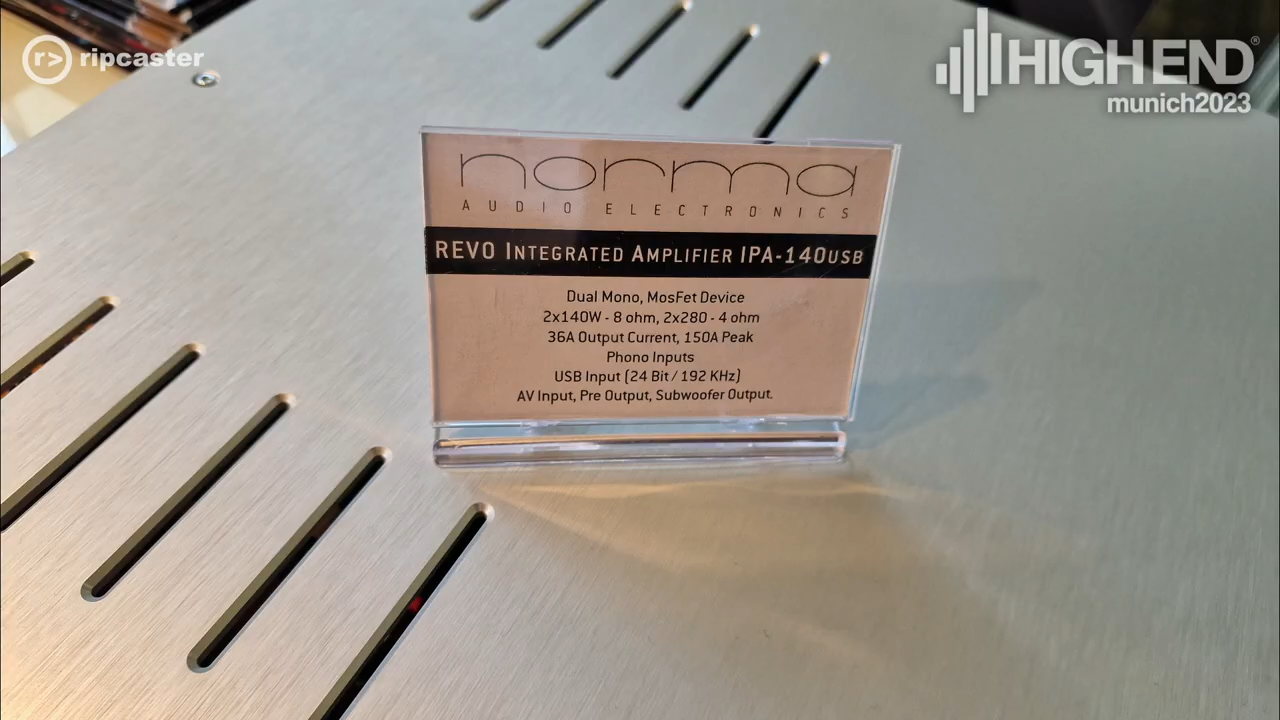 r> ripcaster
HIGH END®
munich2023
norma
AUDIO ELECTRONICS
REVO INTEGRATED AMPLIFIER IPA-140USB
Dual Mono, MosFet Device
2x140W - 8 ohm, 2x280 - 4 ohm
36A Output Current, 150A Peak
Phono Inputs
USB Input (24 Bit / 192 KHz)
AV Input, Pre Output, Subwoofer Output.